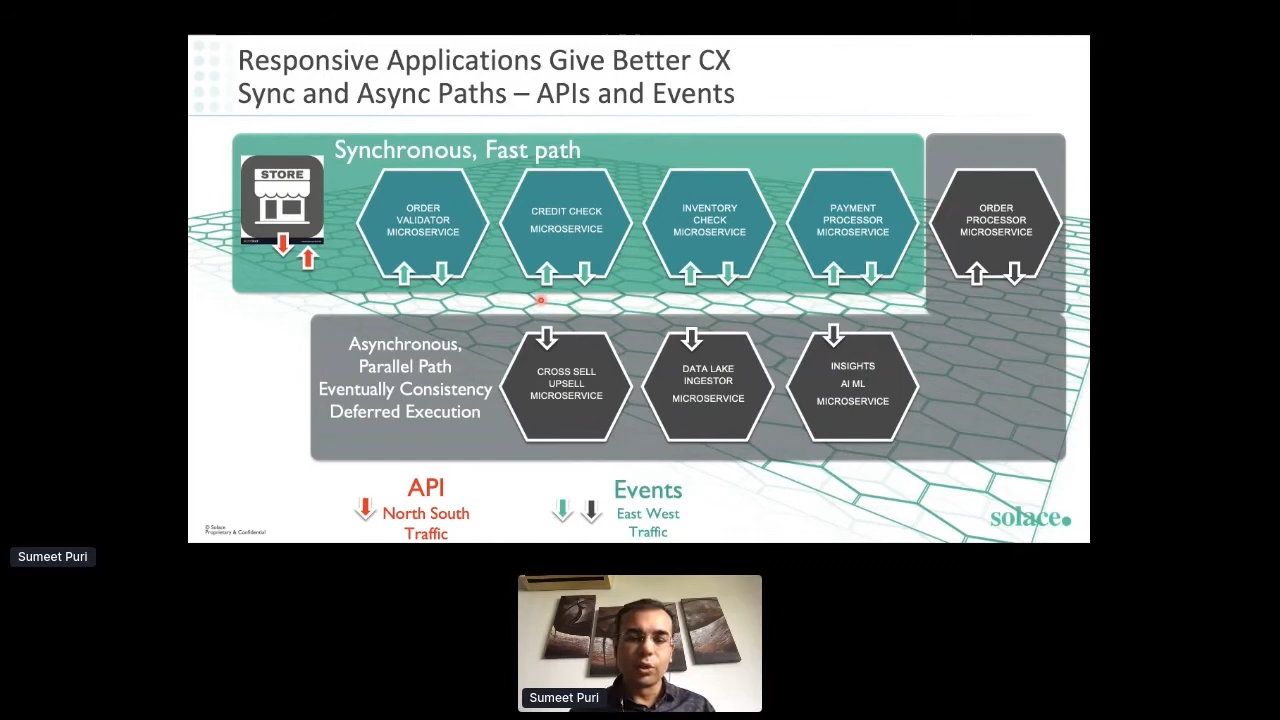 Responsive Applications Give Better CX
Sync and Async Paths – APIs and Events
Synchronous, Fast path
STORE
ORDER
VALIDATOR
MICROSERVICE
CREDIT CHECK
MICROSERVICE
INVENTORY
CHECK
MICROSERVICE
PAYMENT
PROCESSOR
MICROSERVICE
ORDER
PROCESSOR
MICROSERVICE
Asynchronous,
Parallel Path
Eventually Consistency
Deferred Execution
CROSS SELL
UPSELL
MICROSERVICE
DATA LAKE
INGESTOR
MICROSERVICE
INSIGHTS
AI ML
MICROSERVICE
API
North South
Traffic
Events
East West
Traffic
© Solace
Proprietary & Confidential
solace.
Sumeet Puri
Sumeet Puri